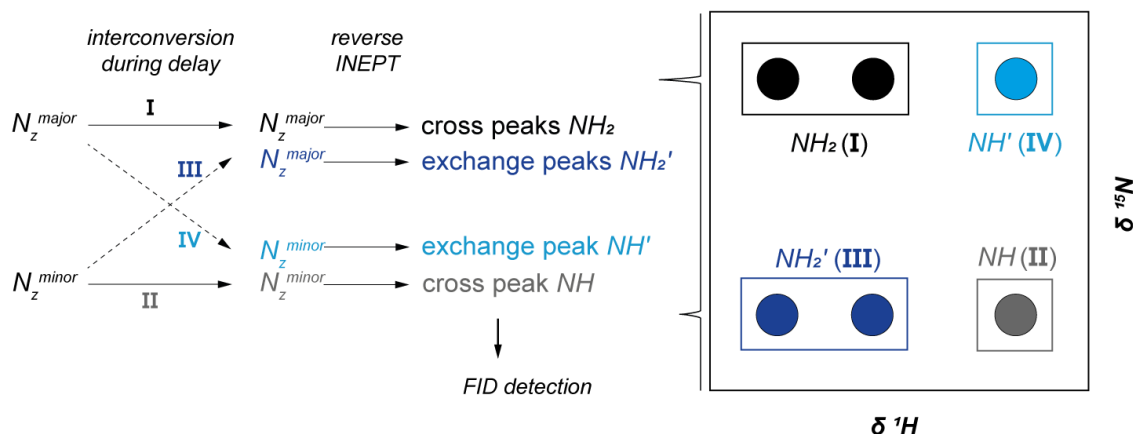 interconversion
during delay
reverse
INEPT
I
N_z^major
N_z^major
cross peaks NH₂
III
N_z^major
exchange peaks NH₂'
IV
N_z^minor
exchange peak NH'
N_z^minor
II
N_z^minor
cross peak NH
FID detection
NH₂ (I)
NH' (IV)
NH₂' (III)
NH (II)
δ ¹⁵N
δ ¹H